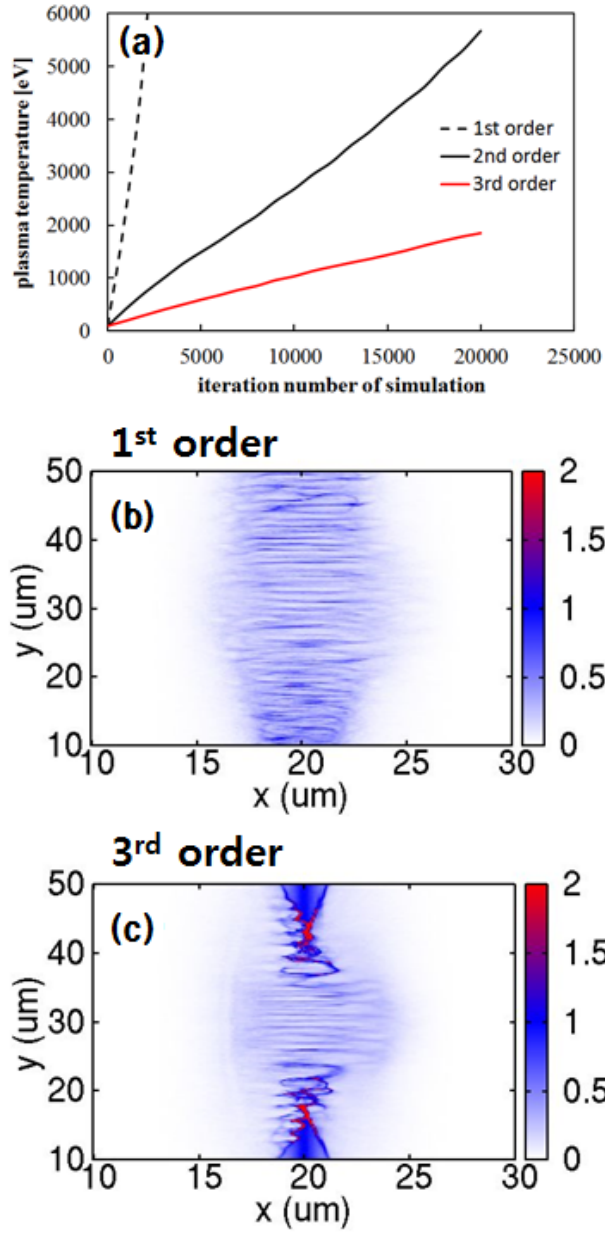 (a)
6000
5000
4000
3000
2000
1000
0
plasma temperature [eV]
1st order
2nd order
3rd order
0 5000 10000 15000 20000 25000
iteration number of simulation
1st order
(b)
50
40
30
20
10
y (um)
10 15 20 25 30
x (um)
2
1.5
1
0.5
0
3rd order
(c)
50
40
30
20
10
y (um)
10 15 20 25 30
x (um)
2
1.5
1
0.5
0